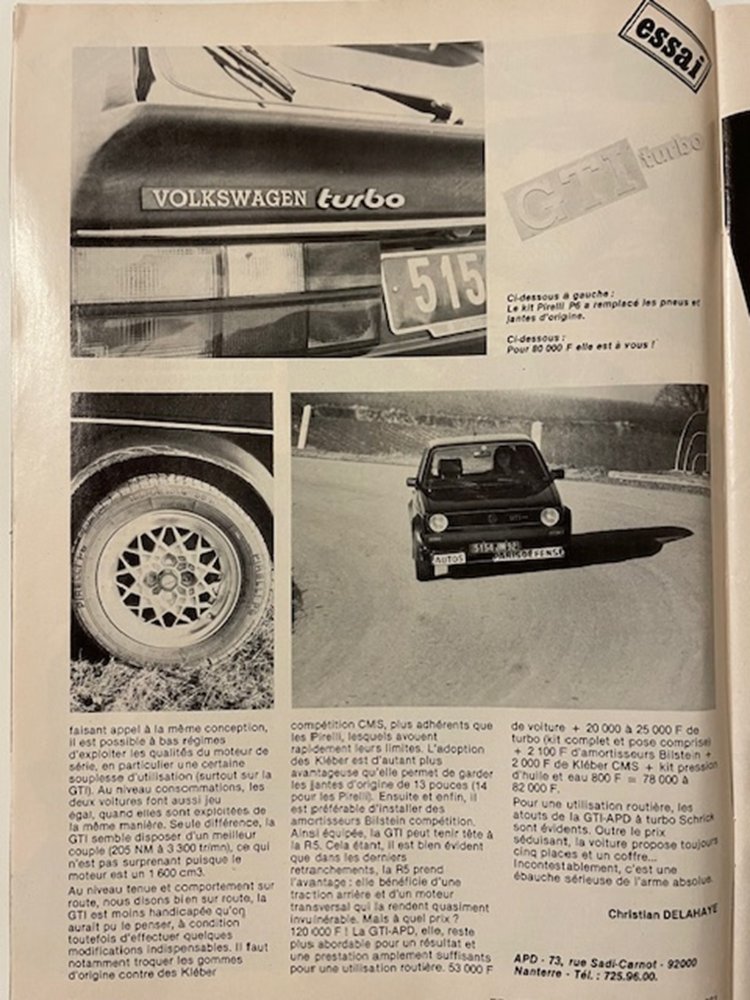 essai
VOLKSWAGEN turbo
515
GTI turbo
Ci-dessous à gauche :
Le kit Pirelli P6 a remplacé les pneus et
jantes d'origine.
Ci-dessous :
Pour 80 000 F elle est à vous !
PIRELLI P6
AUTOS
PARIS DEFENSE
faisant appel à la même conception,
il est possible à bas régimes
d'exploiter les qualités du moteur de
série, en particulier une certaine
souplesse d'utilisation (surtout sur la
GTI). Au niveau consommations, les
deux voitures font aussi jeu
égal, quand elles sont exploitées de
la même manière. Seule différence, la
GTI semble disposer d'un meilleur
couple (205 NM à 3 300 tr/mn), ce qui
n'est pas surprenant puisque le
moteur est un 1 600 cm3.
Au niveau tenue et comportement sur
route, nous disons bien sur route, la
GTI est moins handicapée qu'on
aurait pu le penser, à condition
toutefois d'effectuer quelques
modifications indispensables. Il faut
notamment troquer les gommes
d'origine contre des Kléber
compétition CMS, plus adhérents que
les Pirelli, lesquels avouent
rapidement leurs limites. L'adoption
des Kléber est d'autant plus
avantageuse qu'elle permet de garder
les jantes d'origine de 13 pouces (14
pour les Pirelli). Ensuite et enfin, il
est préférable d'installer des
amortisseurs Bilstein compétition.
Ainsi équipée, la GTI peut tenir tête à
la R5. Cela étant, il est bien évident
que dans les derniers
retranchements, la R5 prend
l'avantage : elle bénéficie d'une
traction arrière et d'un moteur
transversal qui la rendent quasiment
invulnérable. Mais à quel prix ?
120 000 F ! La GTI-APD, elle, reste
plus abordable pour un résultat et
une prestation amplement suffisants
pour une utilisation routière. 53 000 F
de voiture + 20 000 à 25 000 F de
turbo (kit complet et pose comprise)
+ 2 100 F d'amortisseurs Bilstein +
2 000 F de Kléber CMS + kit pression
d'huile et eau 800 F = 78 000 à
82 000 F.
Pour une utilisation routière, les
atouts de la GTI-APD à turbo Schrick
sont évidents. Outre le prix
séduisant, la voiture propose toujours
cinq places et un coffre...
Incontestablement, c'est une
ébauche sérieuse de l'arme absolue.
Christian DELAHAYE
APD - 73, rue Sadi-Carnot - 92000
Nanterre - Tél. : 725.96.00.